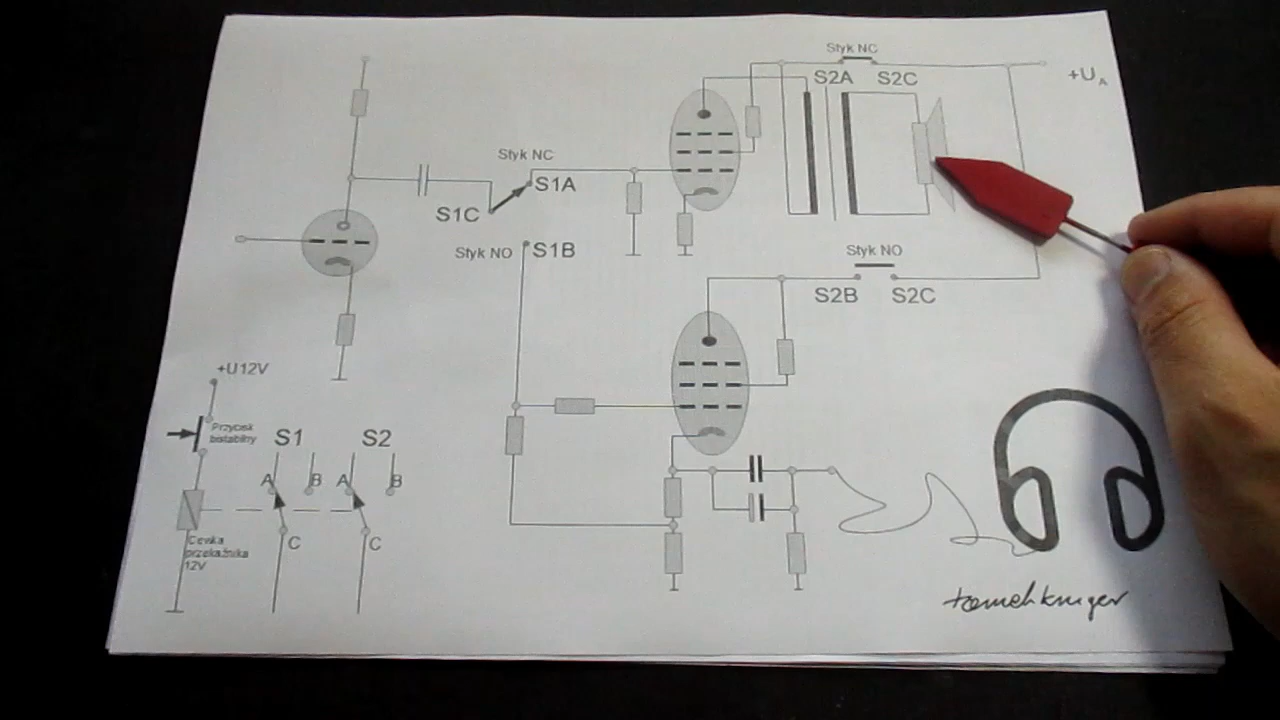 Styk NC
S2A S2C
+U A
Styk NC
S1A
S1C
Styk NO S1B
Styk NO
S2B S2C
+U12V
Przycisk
bistabilny
S1 S2
A B A B
C C
Cewka
przekaźnika
12V
tomekkruger